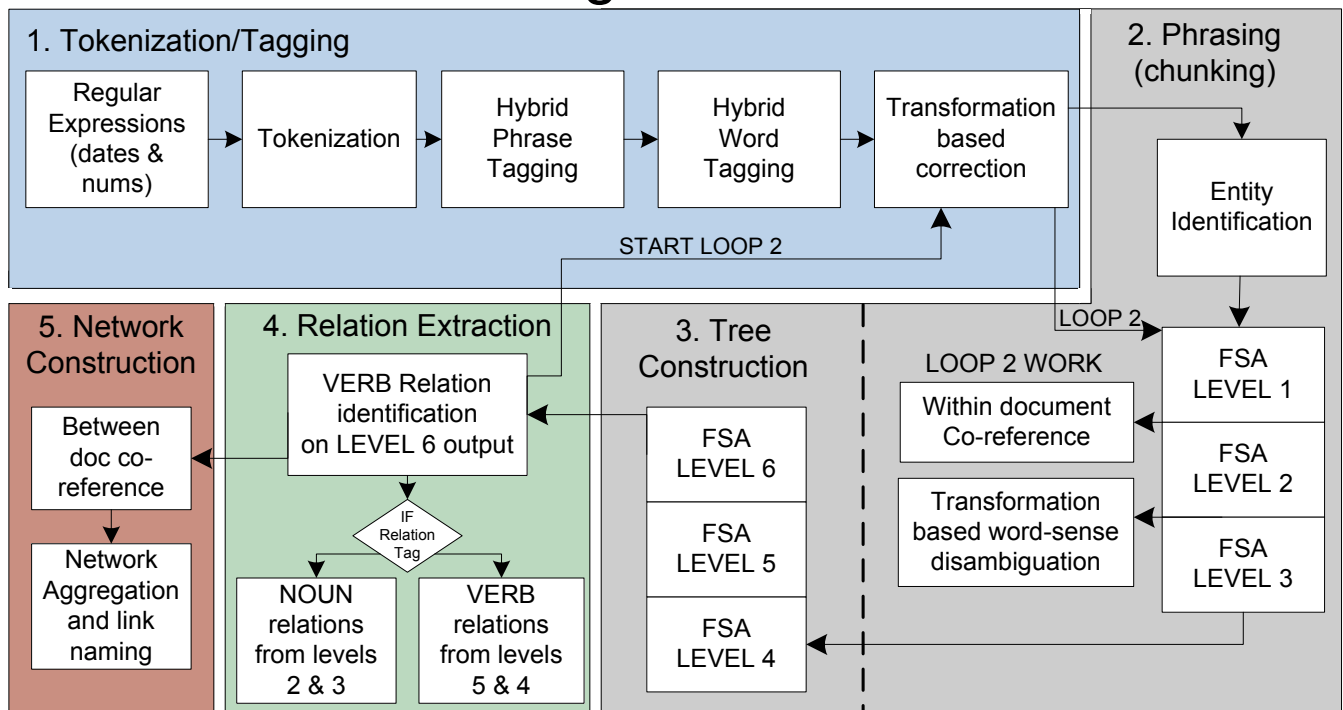 1. Tokenization/Tagging
Regular
Expressions
(dates &
nums)
Tokenization
Hybrid
Phrase
Tagging
Hybrid
Word
Tagging
Transformation
based
correction
START LOOP 2
2. Phrasing
(chunking)
Entity
Identification
LOOP 2
FSA
LEVEL 1
FSA
LEVEL 2
FSA
LEVEL 3
LOOP 2 WORK
Within document
Co-reference
Transformation
based word-sense
disambiguation
3. Tree
Construction
FSA
LEVEL 6
FSA
LEVEL 5
FSA
LEVEL 4
4. Relation Extraction
VERB Relation
identification
on LEVEL 6 output
IF
Relation
Tag
NOUN
relations
from levels
2 & 3
VERB
relations
from levels
5 & 4
5. Network
Construction
Between
doc co-
reference
Network
Aggregation
and link
naming